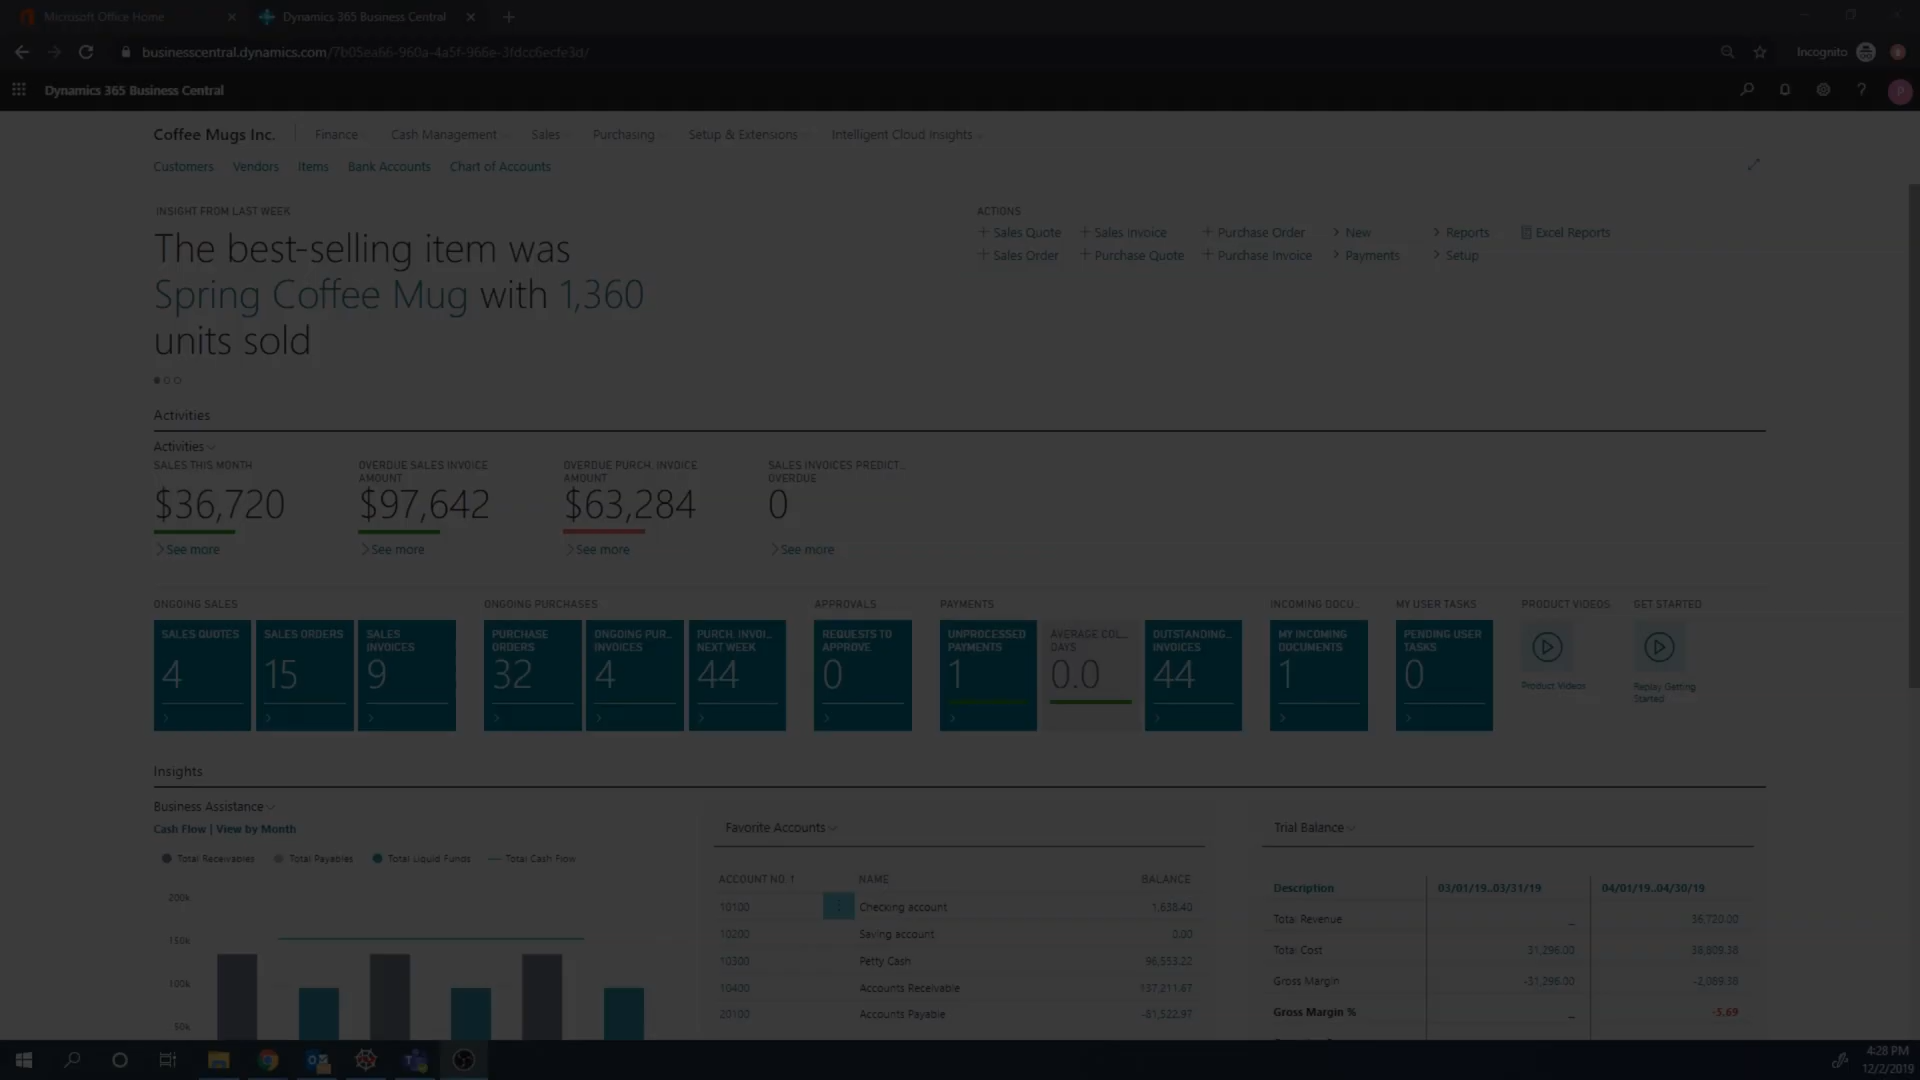 Microsoft Office Home
Dynamics 365 Business Central
businesscentral.dynamics.com/7b05ea66-960a-4a5f-966e-3fdcc6ecfe3d/
Incognito
Dynamics 365 Business Central
?
P
Coffee Mugs Inc.
Finance
Cash Management
Sales
Purchasing
Setup & Extensions
Intelligent Cloud Insights
Customers
Vendors
Items
Bank Accounts
Chart of Accounts
INSIGHT FROM LAST WEEK
The best-selling item was
Spring Coffee Mug with 1,360
units sold
ACTIONS
+ Sales Quote
+ Sales Invoice
+ Purchase Order
> New
> Reports
Excel Reports
+ Sales Order
+ Purchase Quote
+ Purchase Invoice
> Payments
> Setup
Activities
Activities
SALES THIS MONTH
$36,720
> See more
OVERDUE SALES INVOICE
AMOUNT
$97,642
> See more
OVERDUE PURCH. INVOICE
AMOUNT
$63,284
> See more
SALES INVOICES PREDICT...
OVERDUE
0
> See more
ONGOING SALES
SALES QUOTES
4
SALES ORDERS
15
SALES
INVOICES
9
ONGOING PURCHASES
PURCHASE
ORDERS
32
ONGOING PUR...
INVOICES
4
PURCH. INVOI...
NEXT WEEK
44
APPROVALS
REQUESTS TO
APPROVE
0
PAYMENTS
UNPROCESSED
PAYMENTS
1
AVERAGE COL...
DAYS
0.0
OUTSTANDING...
INVOICES
44
INCOMING DOCU...
MY INCOMING
DOCUMENTS
1
MY USER TASKS
PENDING USER
TASKS
0
PRODUCT VIDEOS
Product Videos
GET STARTED
Replay Getting
Started
Insights
Business Assistance
Cash Flow | View by Month
Total Receivables
Total Payables
Total Liquid Funds
Total Cash Flow
200k
150k
100k
50k
Favorite Accounts
ACCOUNT NO. ↑ NAME BALANCE
10100 Checking account 1,638.40
10200 Saving account 0.00
10300 Petty Cash 96,553.22
10400 Accounts Receivable 137,211.67
20100 Accounts Payable -81,522.97
Trial Balance
Description 03/01/19..03/31/19 04/01/19..04/30/19
Total Revenue _ 36,720.00
Total Cost 31,296.00 38,809.38
Gross Margin -31,296.00 -2,089.38
Gross Margin % _ -5.69
4:28 PM
12/2/2019